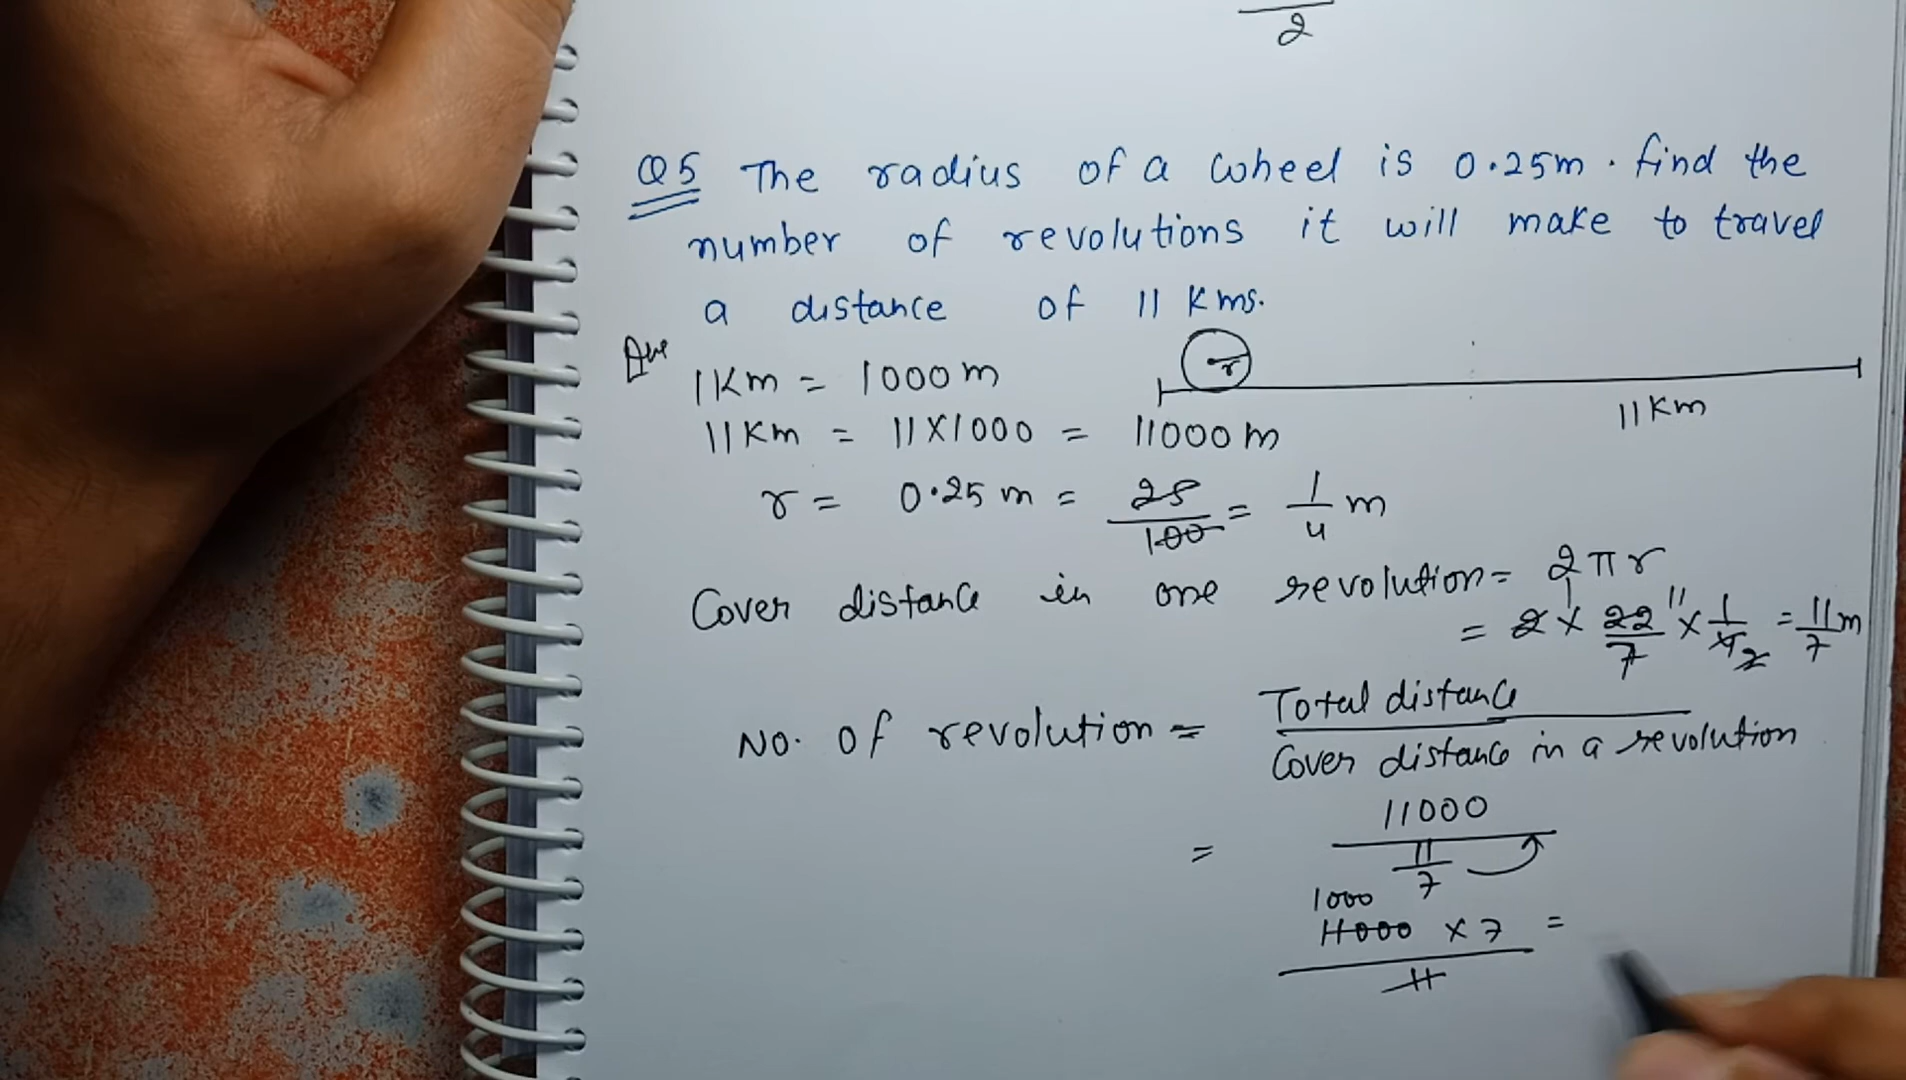 2
Q5 The radius of a wheel is 0.25m. find the
number of revolutions it will make to travel
a distance of 11 Kms.
Ans
1Km = 1000m
r
11Km
11Km = 11X1000 = 11000m
r = 0.25 m = 25/100 = 1/4 m
Cover distance in one revolution = 2πr
= 2 x 22/7 x 1/4 = 11/7 m
1 11 2
No. of revolution = Total distance
Cover distance in a revolution
= 11000
11/7
1000
11000 x 7 =
11